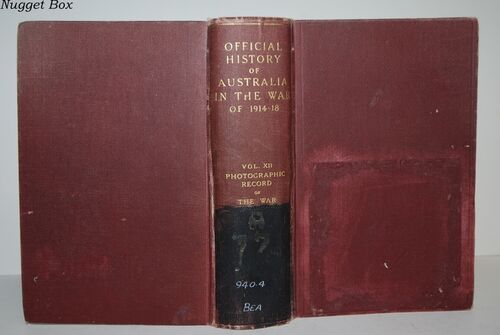 Nugget Box
OFFICIAL
HISTORY
OF
AUSTRALIA
IN THE WAR
OF 1914-18
VOL. XII
PHOTOGRAPHIC
RECORD
OF
THE WAR
77
940.4
BEA